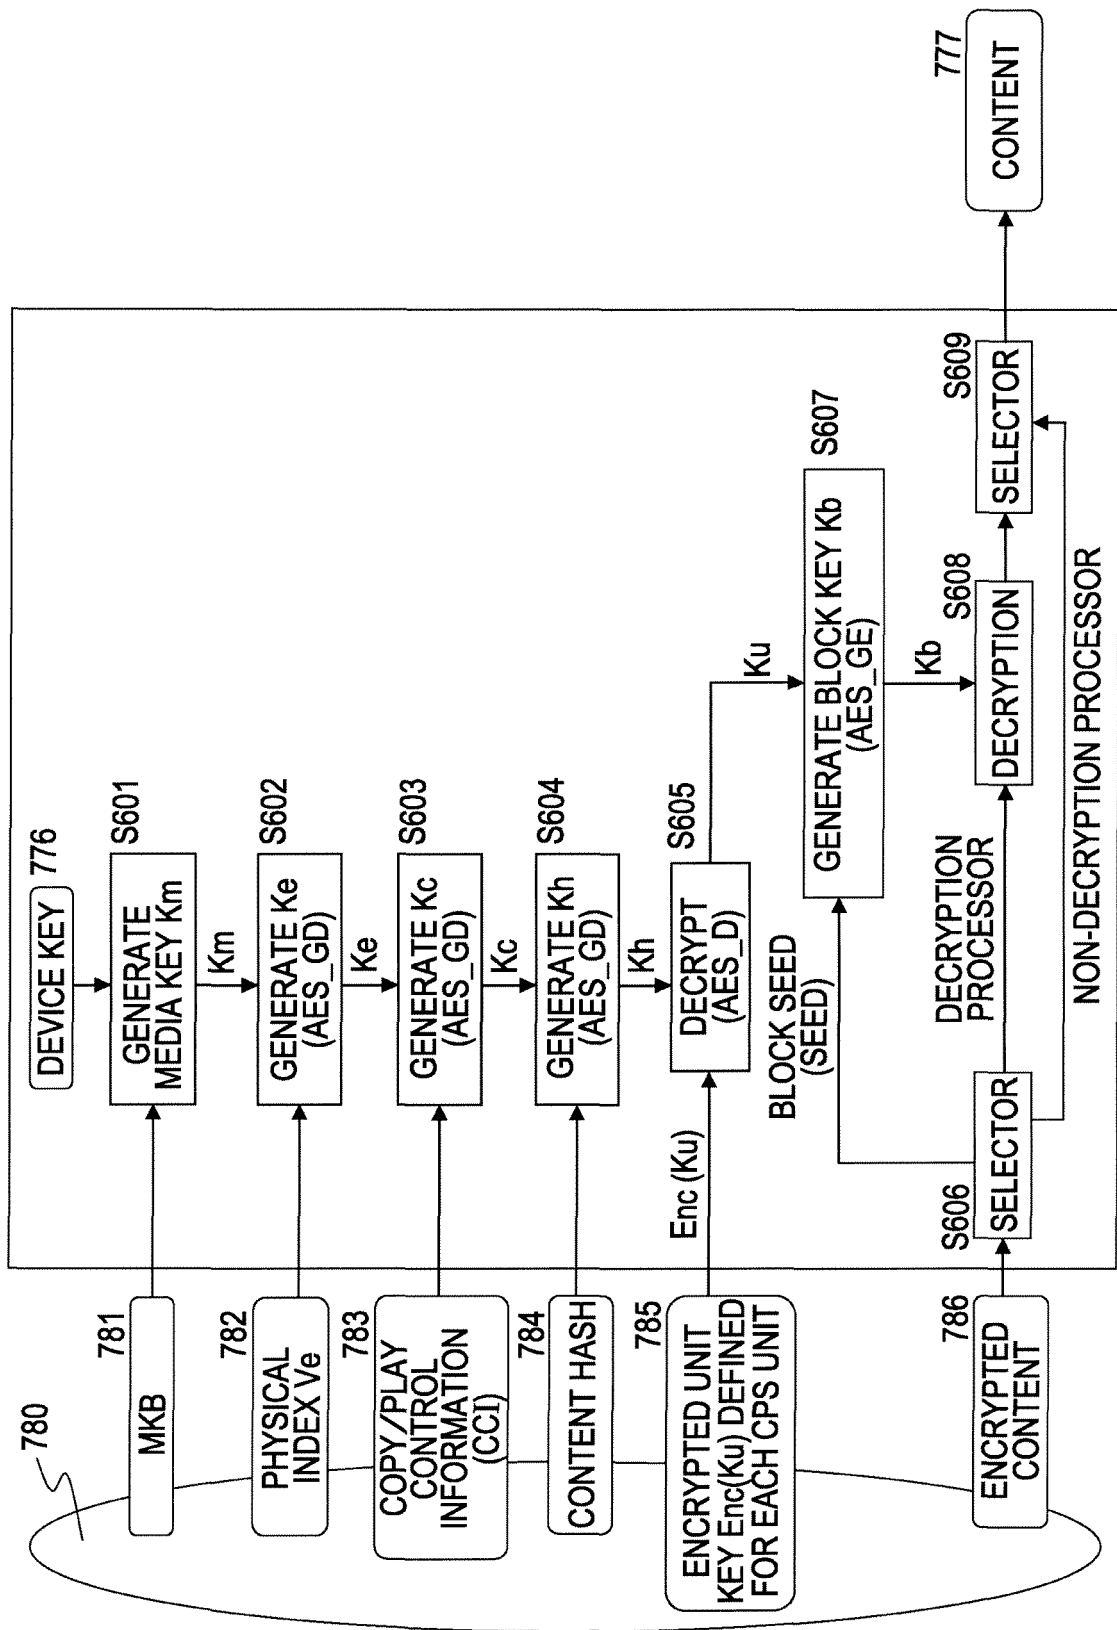 780
781
MKB
782
PHYSICAL
INDEX Ve
783
COPY/PLAY
CONTROL
INFORMATION
(CCI)
784
CONTENT HASH
785
ENCRYPTED UNIT
KEY Enc(Ku) DEFINED
FOR EACH CPS UNIT
786
ENCRYPTED
CONTENT
DEVICE KEY
776
S601
GENERATE
MEDIA KEY Km
Km
S602
GENERATE Ke
(AES_GD)
Ke
S603
GENERATE Kc
(AES_GD)
Kc
S604
GENERATE Kh
(AES_GD)
Kh
Enc (Ku)
S605
DECRYPT
(AES_D)
Ku
BLOCK SEED
(SEED)
S607
GENERATE BLOCK KEY Kb
(AES_GE)
Kb
S606
SELECTOR
DECRYPTION
PROCESSOR
S608
DECRYPTION
S609
SELECTOR
NON-DECRYPTION PROCESSOR
777
CONTENT